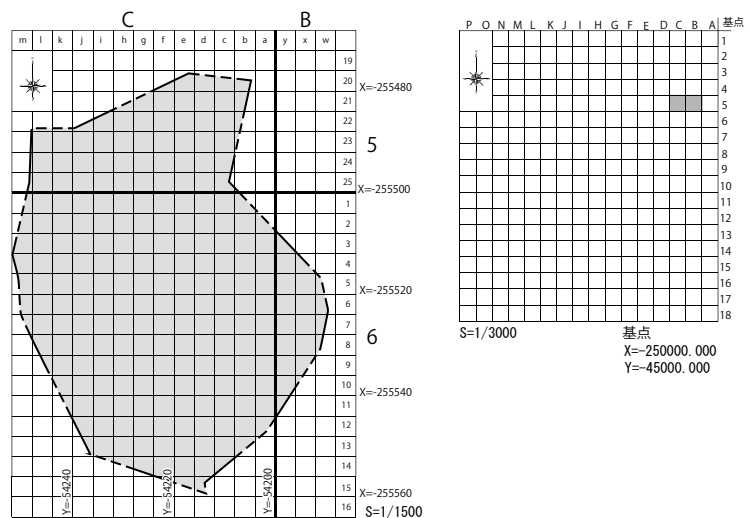 C B
m l k j i h g f e d c b a y x w
19
20
X=-255480
21
22
23
5
24
25
X=-255500
1
2
3
4
5
X=-255520
6
7
6
8
9
10
X=-255540
11
12
13
14
15
X=-255560
16
Y=-54240
Y=-54220
Y=-54200
S=1/1500
P O N M L K J I H G F E D C B A 基点
1
2
3
4
5
6
7
8
9
10
11
12
13
14
15
16
17
18
S=1/3000
基点
X=-250000.000
Y=-45000.000